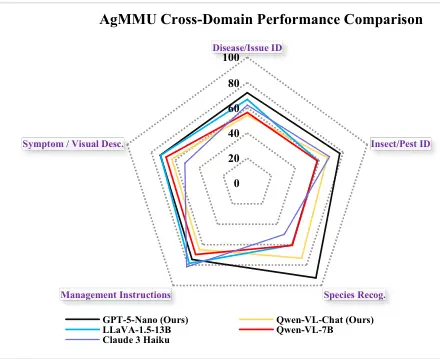 AgMMU Cross-Domain Performance Comparison
Disease/Issue ID
100
80
60
Symptom / Visual Desc.
Insect/Pest ID
40
20
0
Management Instructions
Species Recog.
GPT-5-Nano (Ours)
Qwen-VL-Chat (Ours)
LLaVA-1.5-13B
Qwen-VL-7B
Claude 3 Haiku